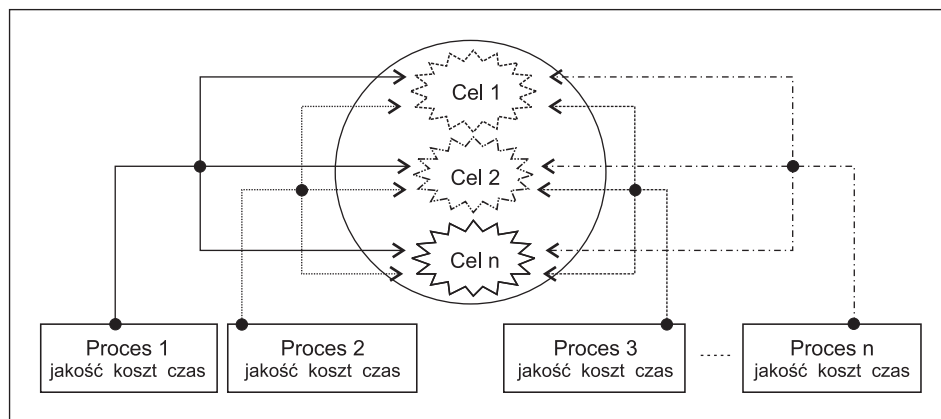 Cel 1
Cel 2
Cel n
Proces 1
jakość koszt czas
Proces 2
jakość koszt czas
Proces 3
jakość koszt czas
Proces n
jakość koszt czas